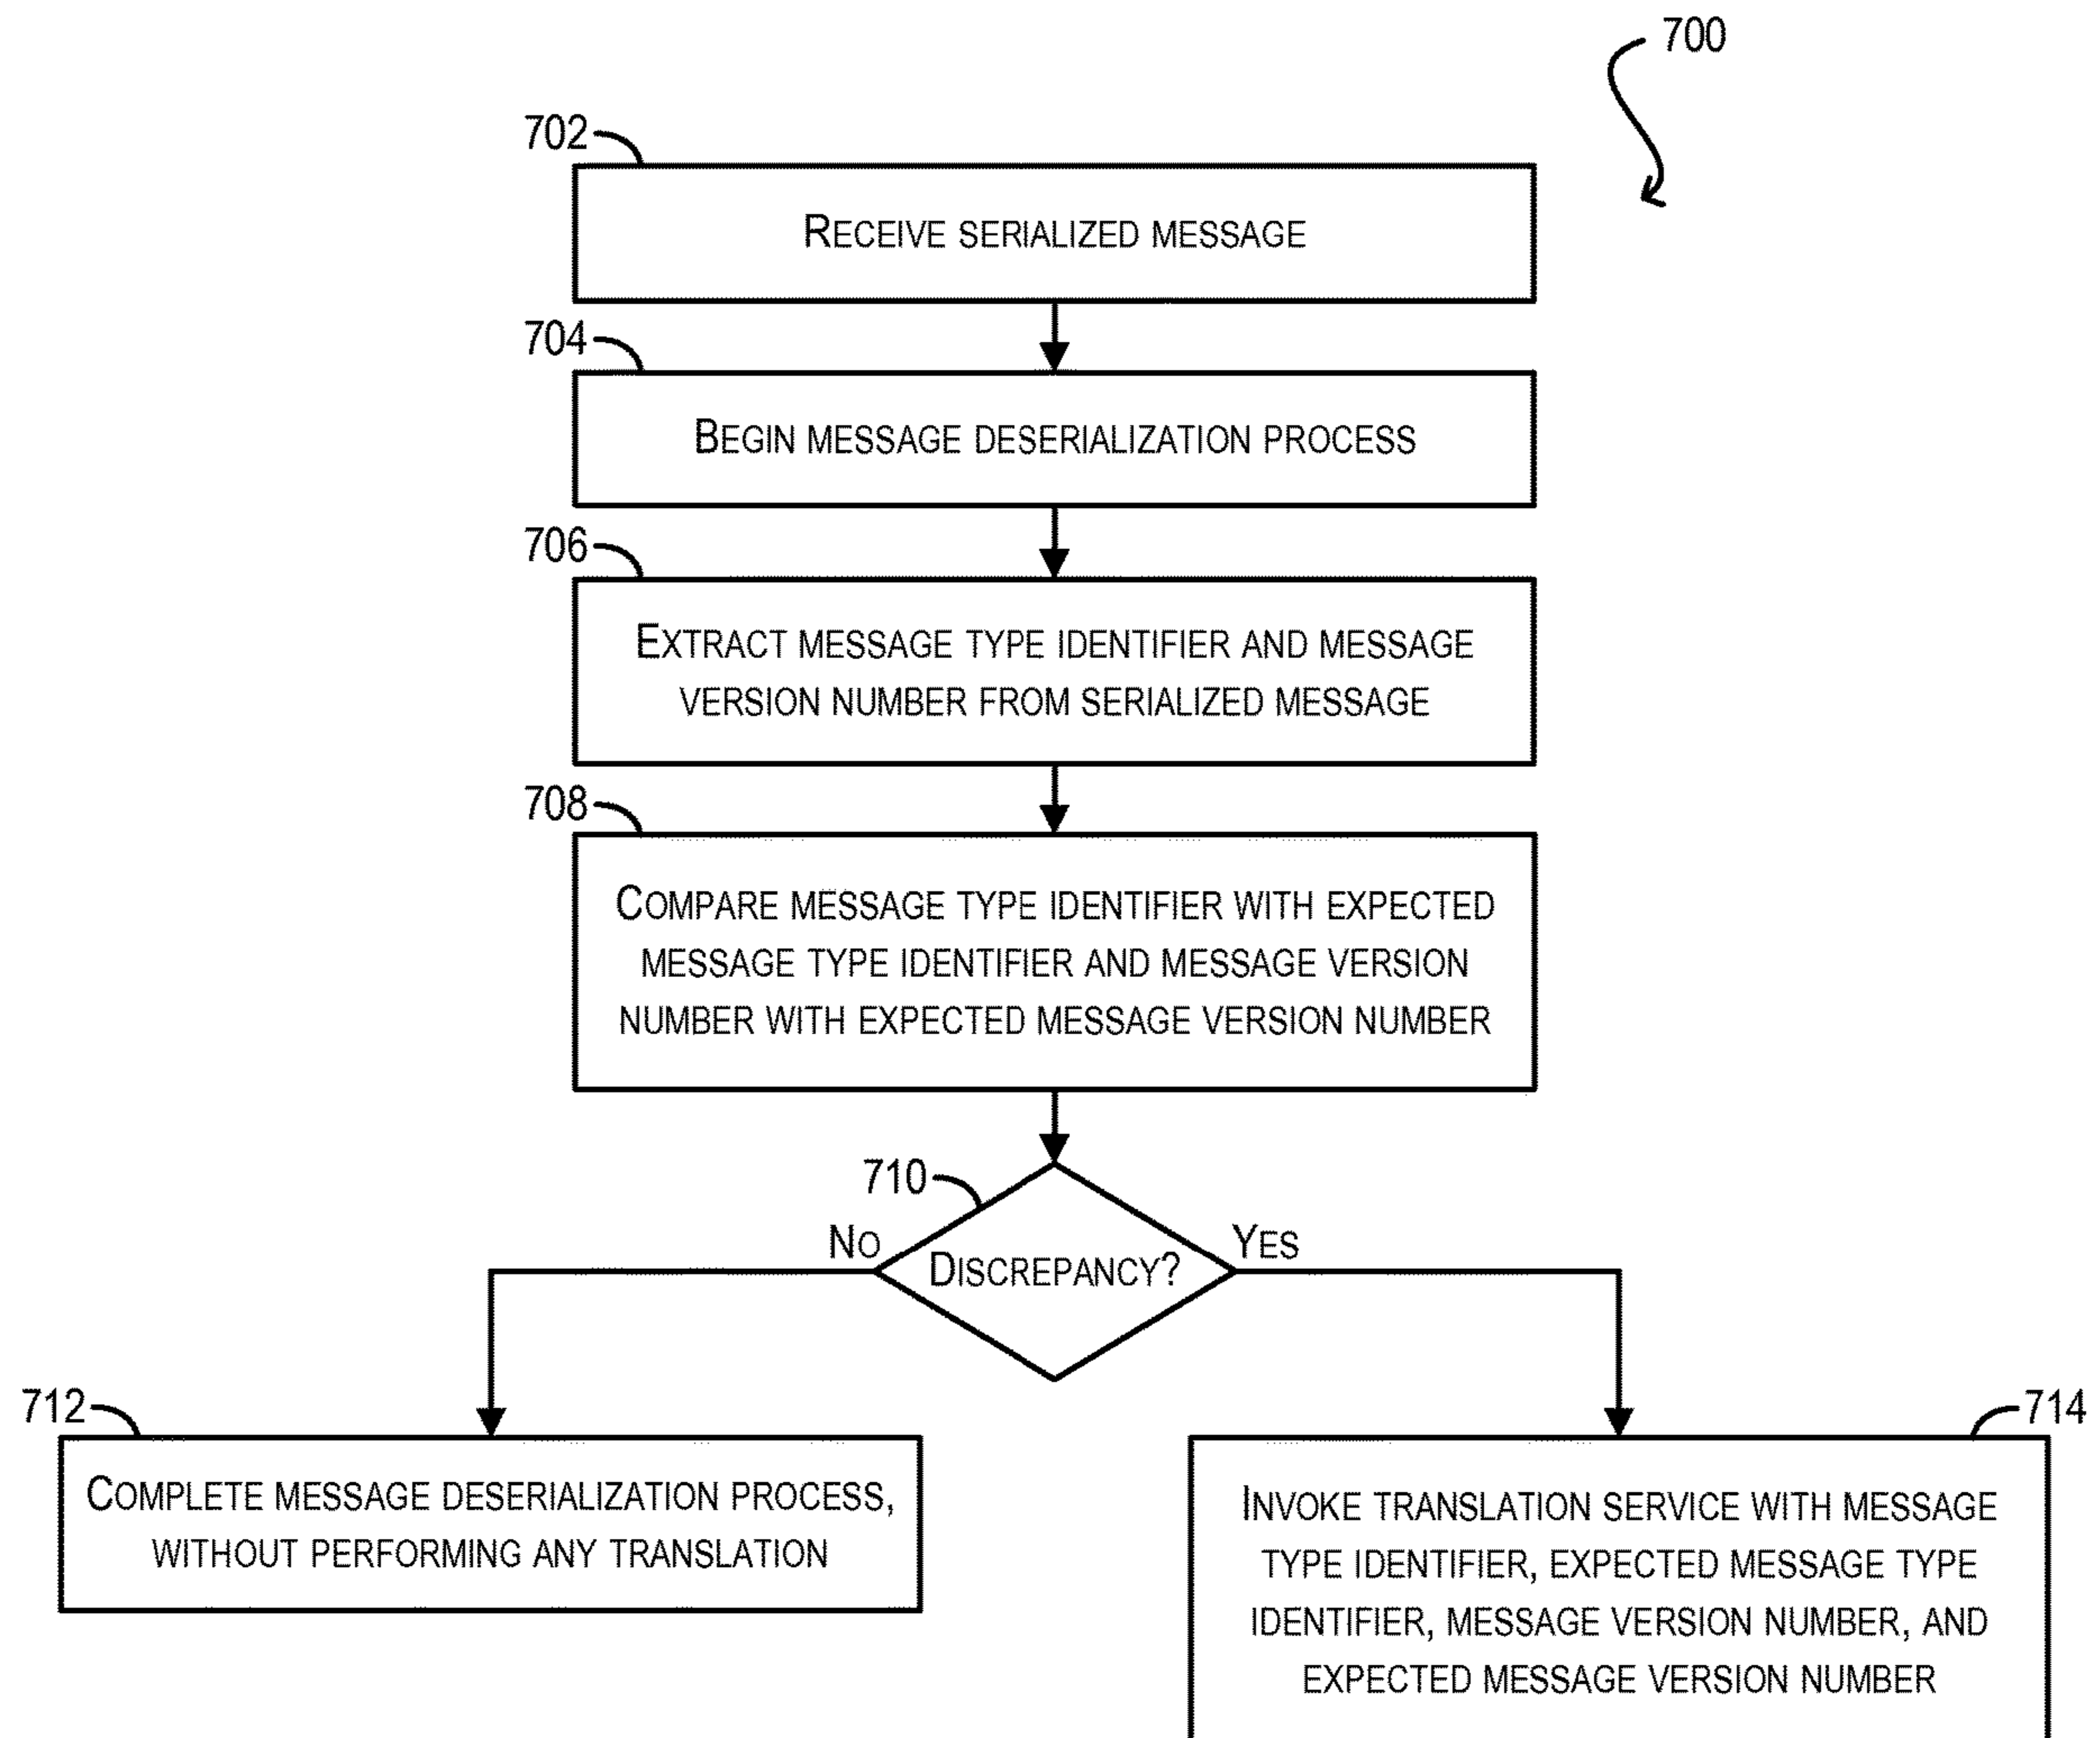 700
702
RECEIVE SERIALIZED MESSAGE
704
BEGIN MESSAGE DESERIALIZATION PROCESS
706
EXTRACT MESSAGE TYPE IDENTIFIER AND MESSAGE
VERSION NUMBER FROM SERIALIZED MESSAGE
708
COMPARE MESSAGE TYPE IDENTIFIER WITH EXPECTED
MESSAGE TYPE IDENTIFIER AND MESSAGE VERSION
NUMBER WITH EXPECTED MESSAGE VERSION NUMBER
710
NO
DISCREPANCY?
YES
712
COMPLETE MESSAGE DESERIALIZATION PROCESS,
WITHOUT PERFORMING ANY TRANSLATION
714
INVOKE TRANSLATION SERVICE WITH MESSAGE
TYPE IDENTIFIER, EXPECTED MESSAGE TYPE
IDENTIFIER, MESSAGE VERSION NUMBER, AND
EXPECTED MESSAGE VERSION NUMBER